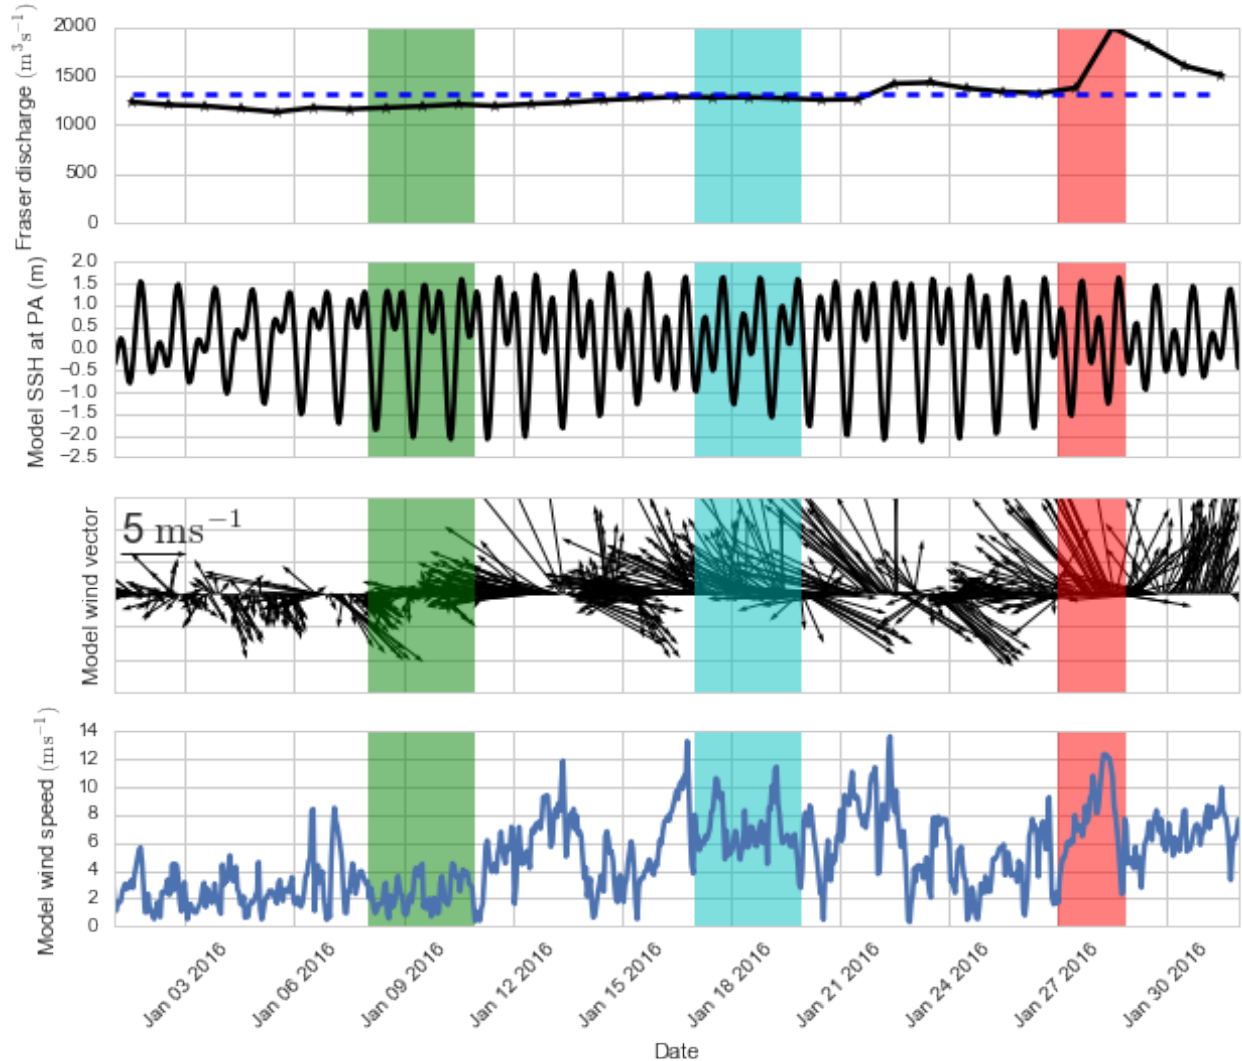 Fraser discharge (m³s⁻¹)
2000
1500
1000
500
0
Model SSH at PA (m)
2.0
1.5
1.0
0.5
0.0
−0.5
−1.0
−1.5
−2.0
−2.5
Model wind vector
5 ms⁻¹
Model wind speed (ms⁻¹)
14
12
10
8
6
4
2
0
Jan 03 2016
Jan 06 2016
Jan 09 2016
Jan 12 2016
Jan 15 2016
Jan 18 2016
Jan 21 2016
Jan 24 2016
Jan 27 2016
Jan 30 2016
Date